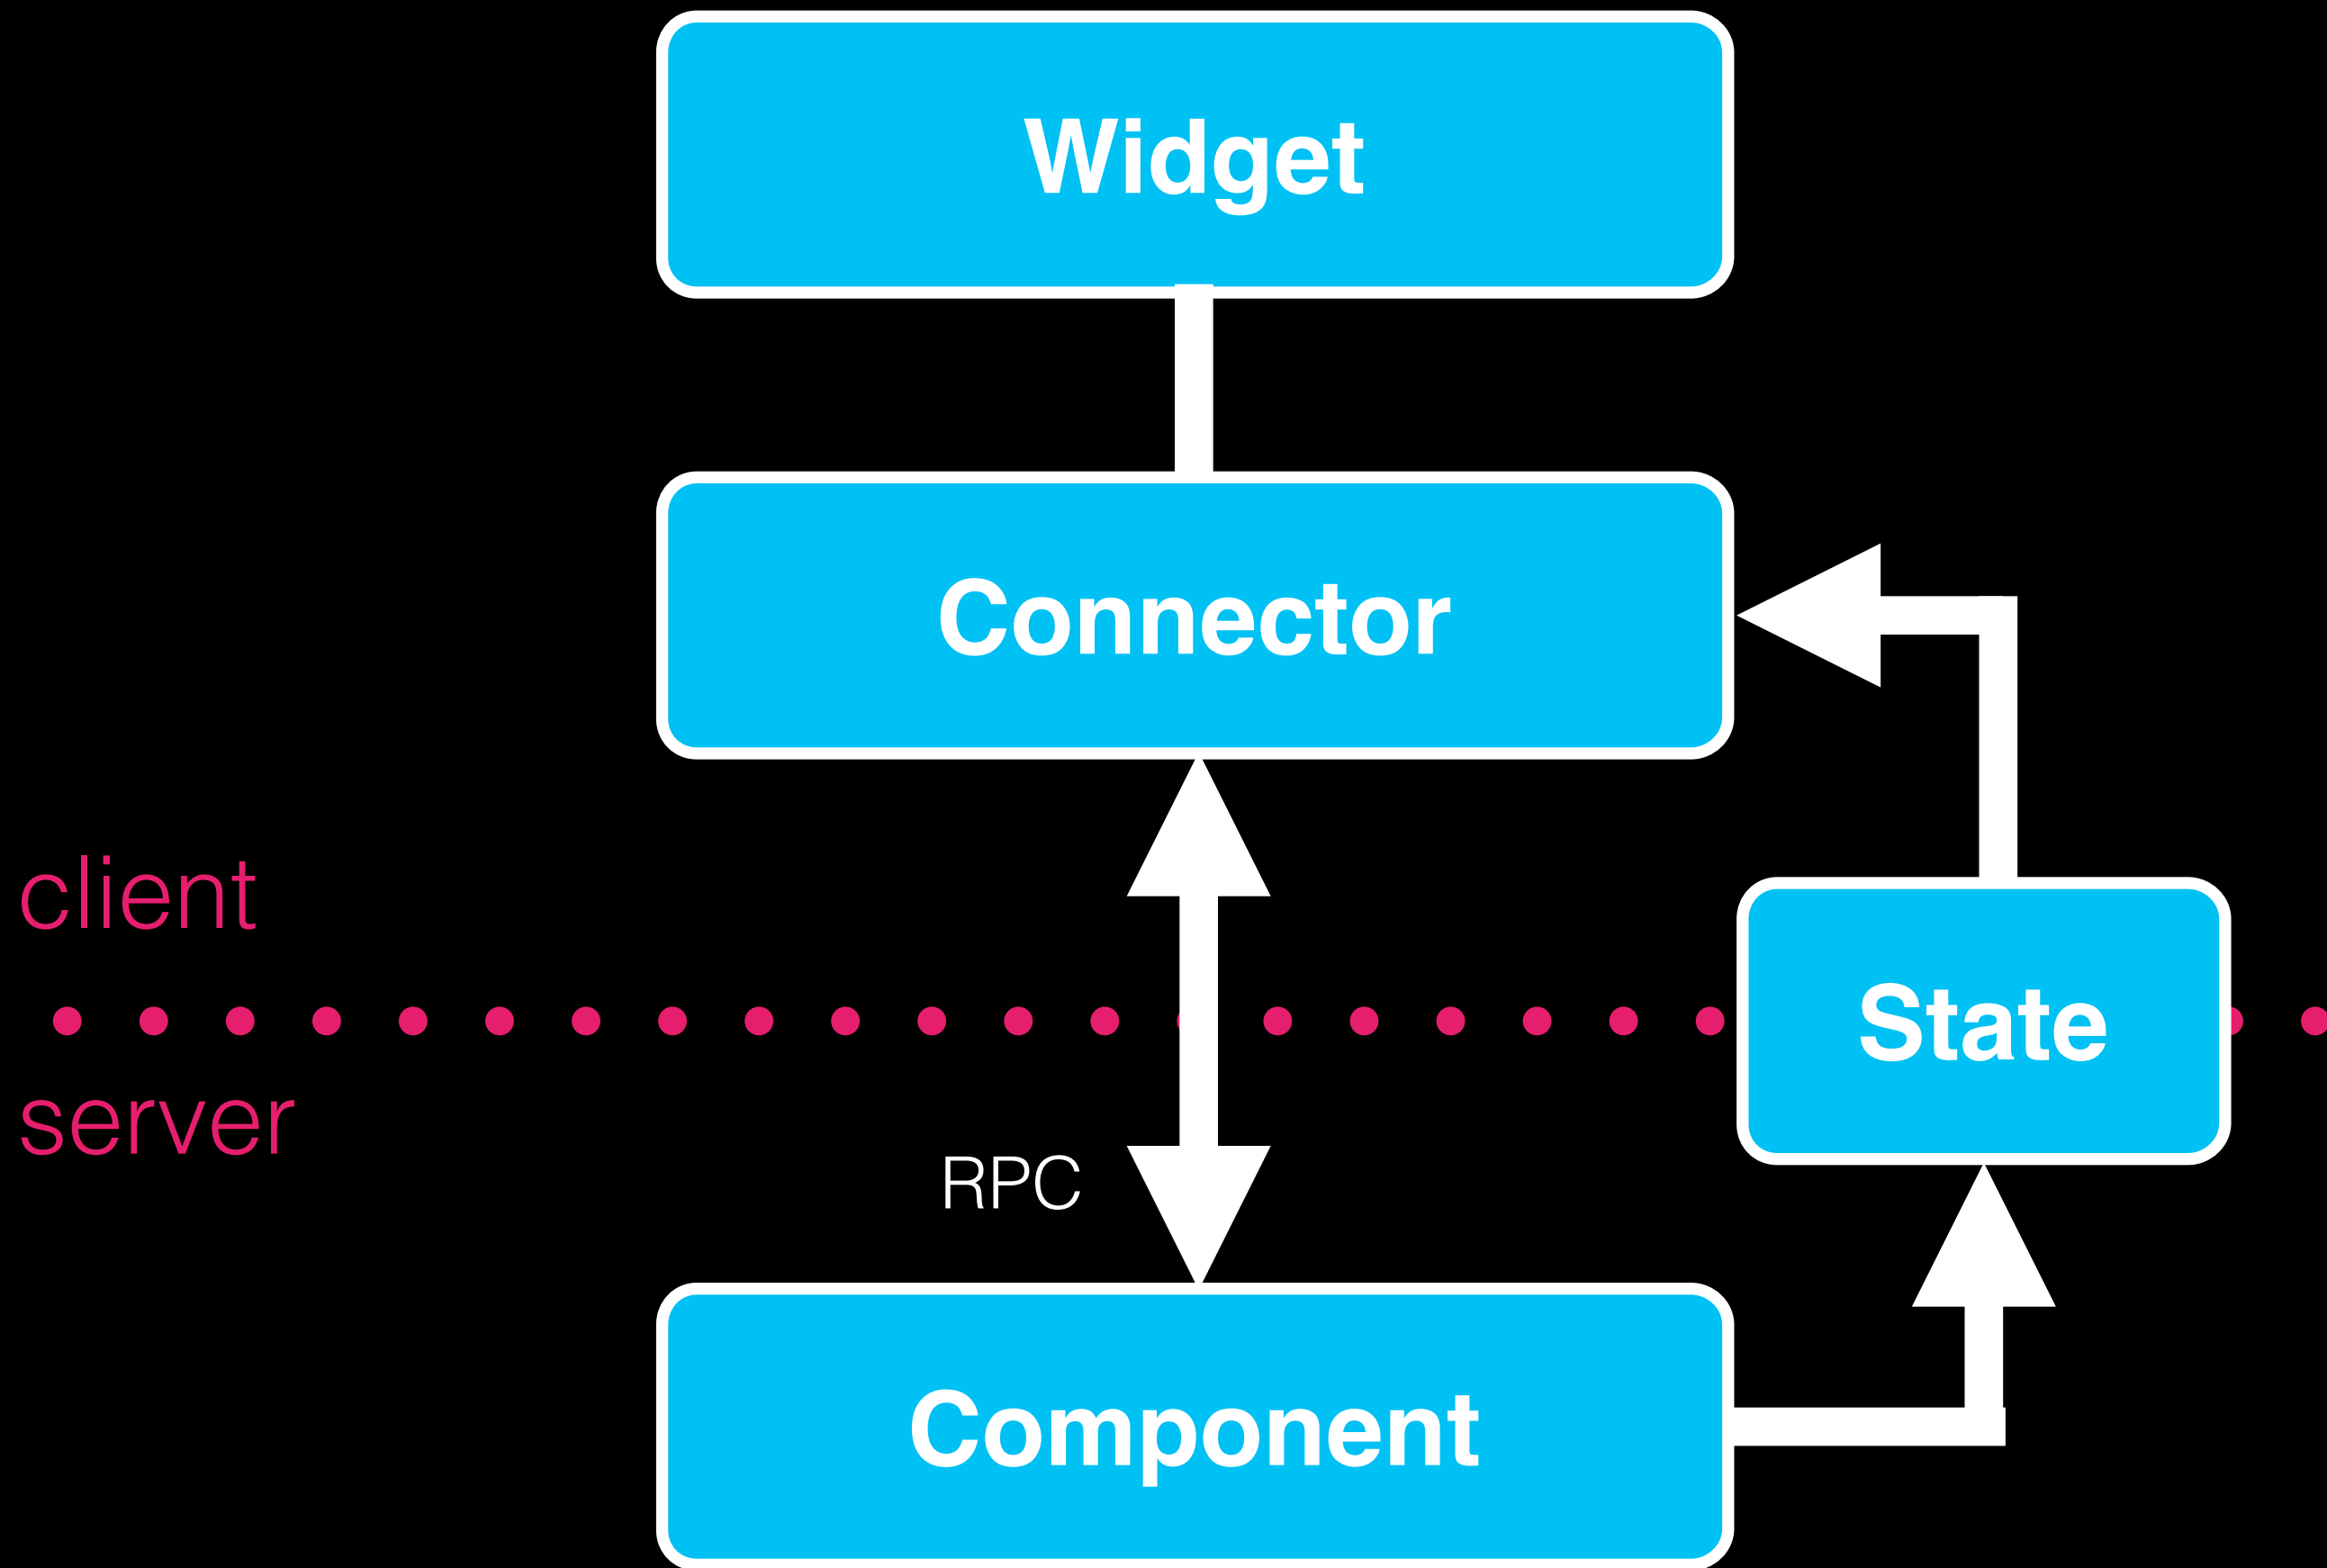 Widget
Connector
client
State
server
RPC
Component